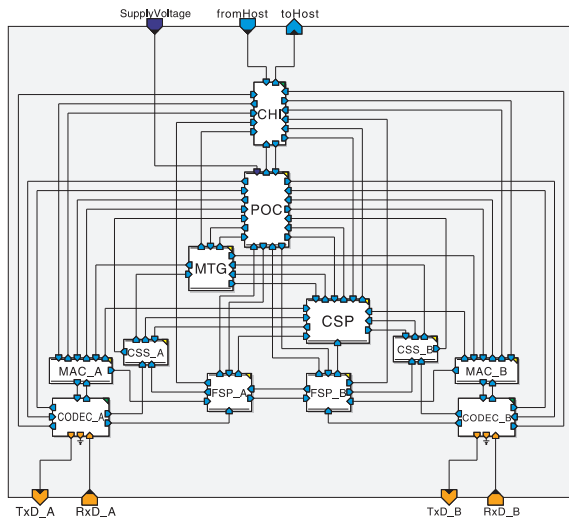 SupplyVoltage fromHost toHost
CHI
POC
MTG
CSP
CSS_A CSS_B
MAC_A MAC_B
FSP_A FSP_B
CODEC_A CODEC_B
TxD_A RxD_A TxD_B RxD_B